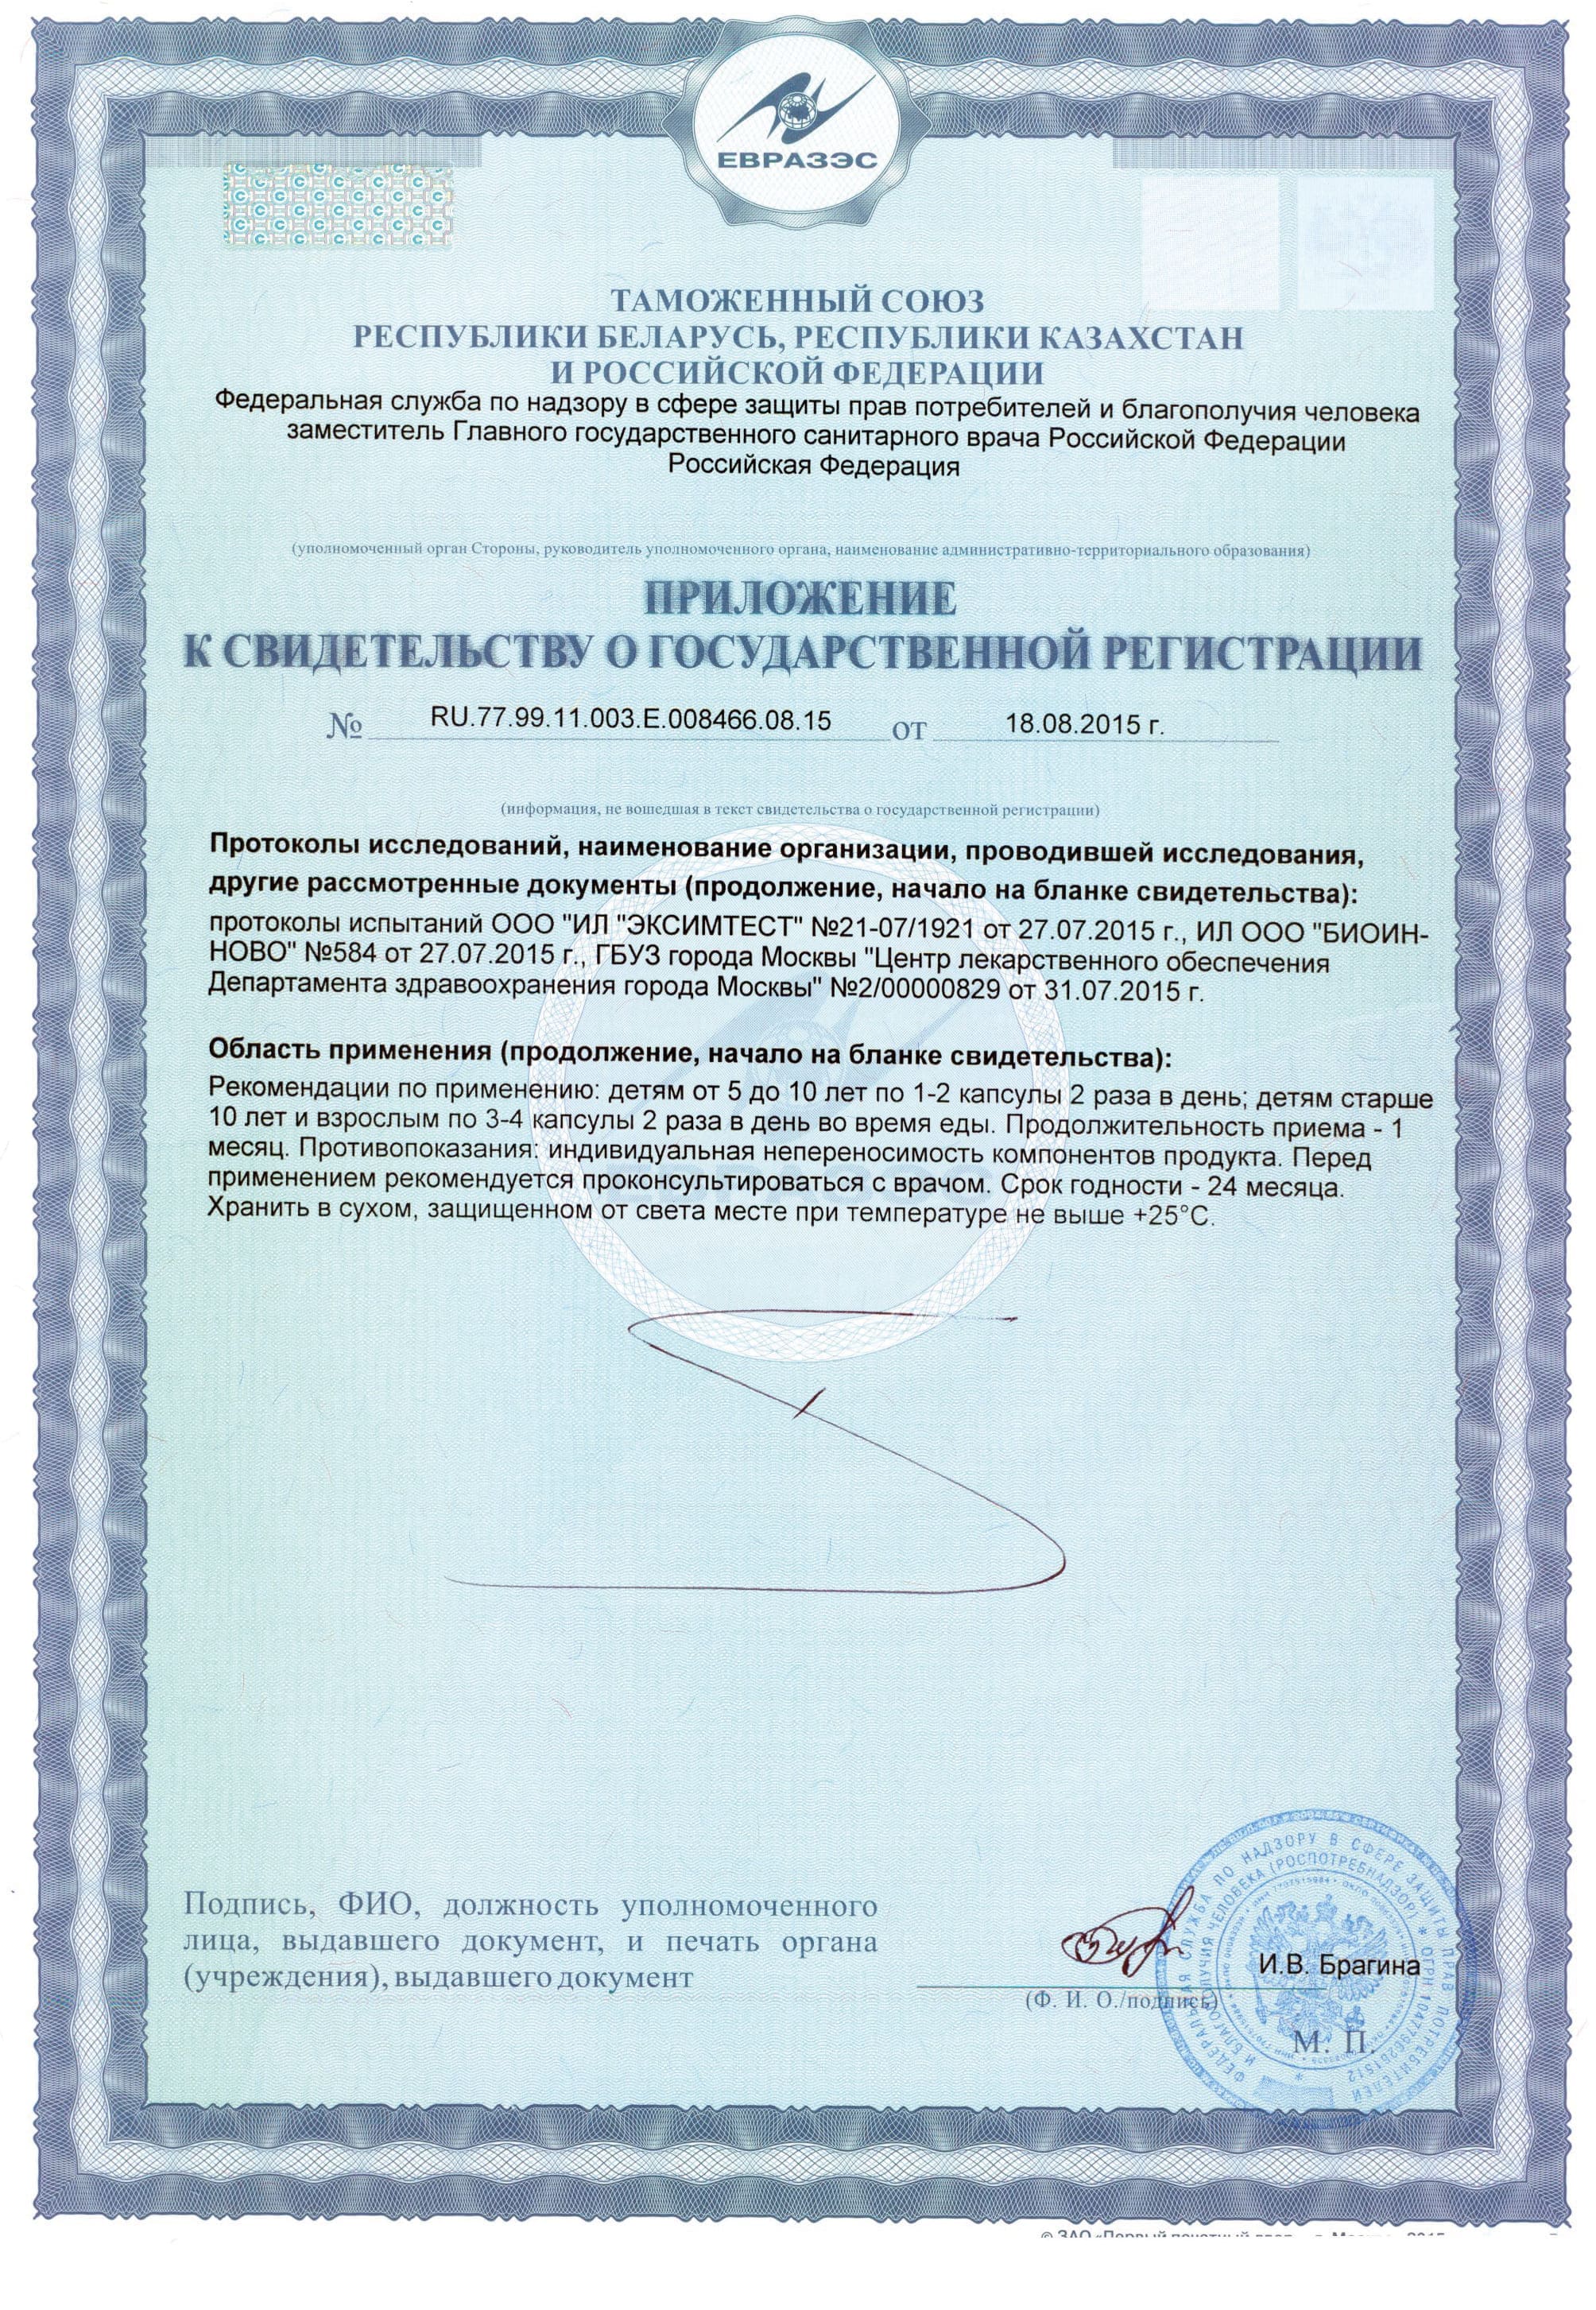 ЕВРАЗЭС
ТАМОЖЕННЫЙ СОЮЗ
РЕСПУБЛИКИ БЕЛАРУСЬ, РЕСПУБЛИКИ КАЗАХСТАН
И РОССИЙСКОЙ ФЕДЕРАЦИИ
Федеральная служба по надзору в сфере защиты прав потребителей и благополучия человека
заместитель Главного государственного санитарного врача Российской Федерации
Российская Федерация
(уполномоченный орган Стороны, руководитель уполномоченного органа, наименование административно-территориального образования)
ПРИЛОЖЕНИЕ
К СВИДЕТЕЛЬСТВУ О ГОСУДАРСТВЕННОЙ РЕГИСТРАЦИИ
№ RU.77.99.11.003.Е.008466.08.15 от 18.08.2015 г.
(информация, не вошедшая в текст свидетельства о государственной регистрации)
Протоколы исследований, наименование организации, проводившей исследования,
другие рассмотренные документы (продолжение, начало на бланке свидетельства):
протоколы испытаний ООО "ИЛ "ЭКСИМТЕСТ" №21-07/1921 от 27.07.2015 г., ИЛ ООО "БИОИН-
НОВО" №584 от 27.07.2015 г., ГБУЗ города Москвы "Центр лекарственного обеспечения
Департамента здравоохранения города Москвы" №2/00000829 от 31.07.2015 г.
Область применения (продолжение, начало на бланке свидетельства):
Рекомендации по применению: детям от 5 до 10 лет по 1-2 капсулы 2 раза в день; детям старше
10 лет и взрослым по 3-4 капсулы 2 раза в день во время еды. Продолжительность приема - 1
месяц. Противопоказания: индивидуальная непереносимость компонентов продукта. Перед
применением рекомендуется проконсультироваться с врачом. Срок годности - 24 месяца.
Хранить в сухом, защищенном от света месте при температуре не выше +25°С.
Подпись, ФИО, должность уполномоченного
лица, выдавшего документ, и печать органа
(учреждения), выдавшего документ
И.В. Брагина
(Ф. И. О./подпись)
М. П.
ФЕДЕРАЛЬНАЯ СЛУЖБА ПО НАДЗОРУ В СФЕРЕ ЗАЩИТЫ ПРАВ ПОТРЕБИТЕЛЕЙ
И БЛАГОПОЛУЧИЯ ЧЕЛОВЕКА (РОСПОТРЕБНАДЗОР) * ОГРН 1047796261512